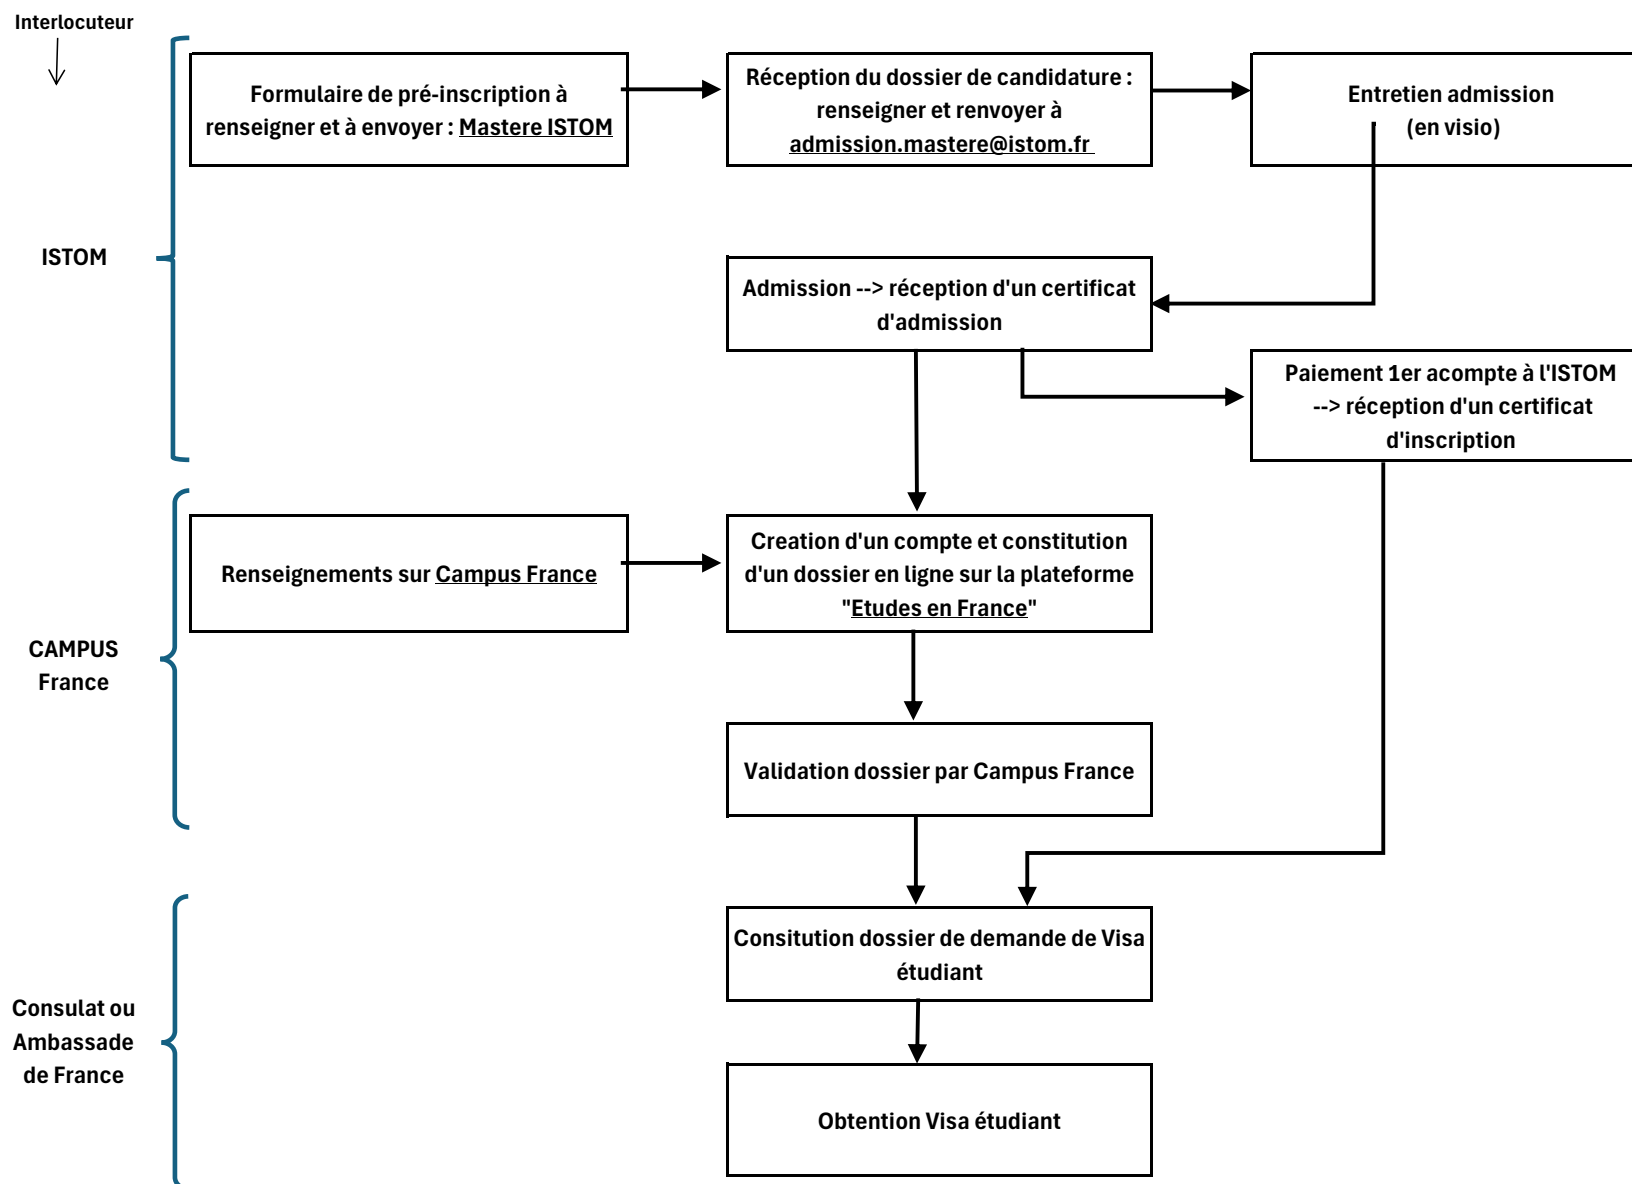 Interlocuteur
Formulaire de pré-inscription à
renseigner et à envoyer : Mastere ISTOM
Réception du dossier de candidature :
renseigner et renvoyer à
admission.mastere@istom.fr
Entretien admission
(en visio)
ISTOM
Admission --> réception d'un certificat
d'admission
Paiement 1er acompte à l'ISTOM
--> réception d'un certificat
d'inscription
CAMPUS
France
Renseignements sur Campus France
Creation d'un compte et constitution
d'un dossier en ligne sur la plateforme
"Etudes en France"
Validation dossier par Campus France
Consulat ou
Ambassade
de France
Consitution dossier de demande de Visa
étudiant
Obtention Visa étudiant